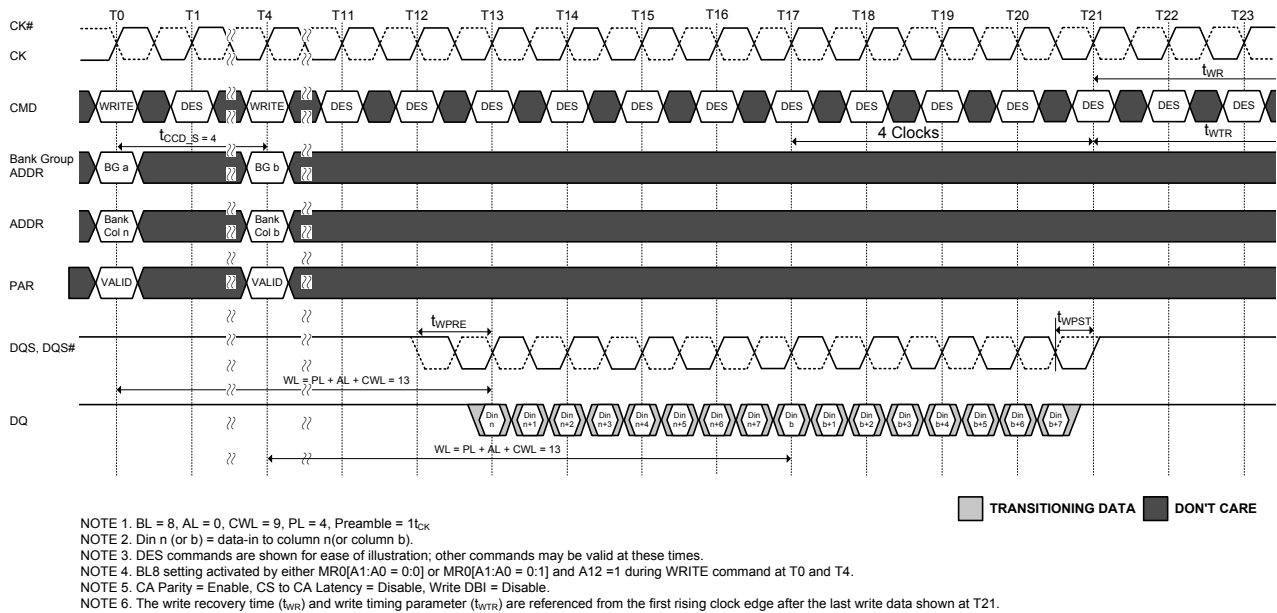 T0 T1 T4 T11 T12 T13 T14 T15 T16 T17 T18 T19 T20 T21 T22 T23
CK#
CK
tWR
CMD WRITE DES WRITE DES DES DES DES DES DES DES DES DES DES DES DES DES
tCCD_S = 4
4 Clocks
tWTR
Bank Group
ADDR
BG a BG b
ADDR
Bank
Col n
Bank
Col b
PAR VALID VALID
tWPRE
tWPST
DQS, DQS#
WL = PL + AL + CWL = 13
DQ
Din
n
Din
n+1
Din
n+2
Din
n+3
Din
n+4
Din
n+5
Din
n+6
Din
n+7
Din
b
Din
b+1
Din
b+2
Din
b+3
Din
b+4
Din
b+5
Din
b+6
Din
b+7
WL = PL + AL + CWL = 13
TRANSITIONING DATA DON'T CARE
NOTE 1. BL = 8, AL = 0, CWL = 9, PL = 4, Preamble = 1tCK
NOTE 2. Din n (or b) = data-in to column n(or column b).
NOTE 3. DES commands are shown for ease of illustration; other commands may be valid at these times.
NOTE 4. BL8 setting activated by either MR0[A1:A0 = 0:0] or MR0[A1:A0 = 0:1] and A12 =1 during WRITE command at T0 and T4.
NOTE 5. CA Parity = Enable, CS to CA Latency = Disable, Write DBI = Disable.
NOTE 6. The write recovery time (tWR) and write timing parameter (tWTR) are referenced from the first rising clock edge after the last write data shown at T21.